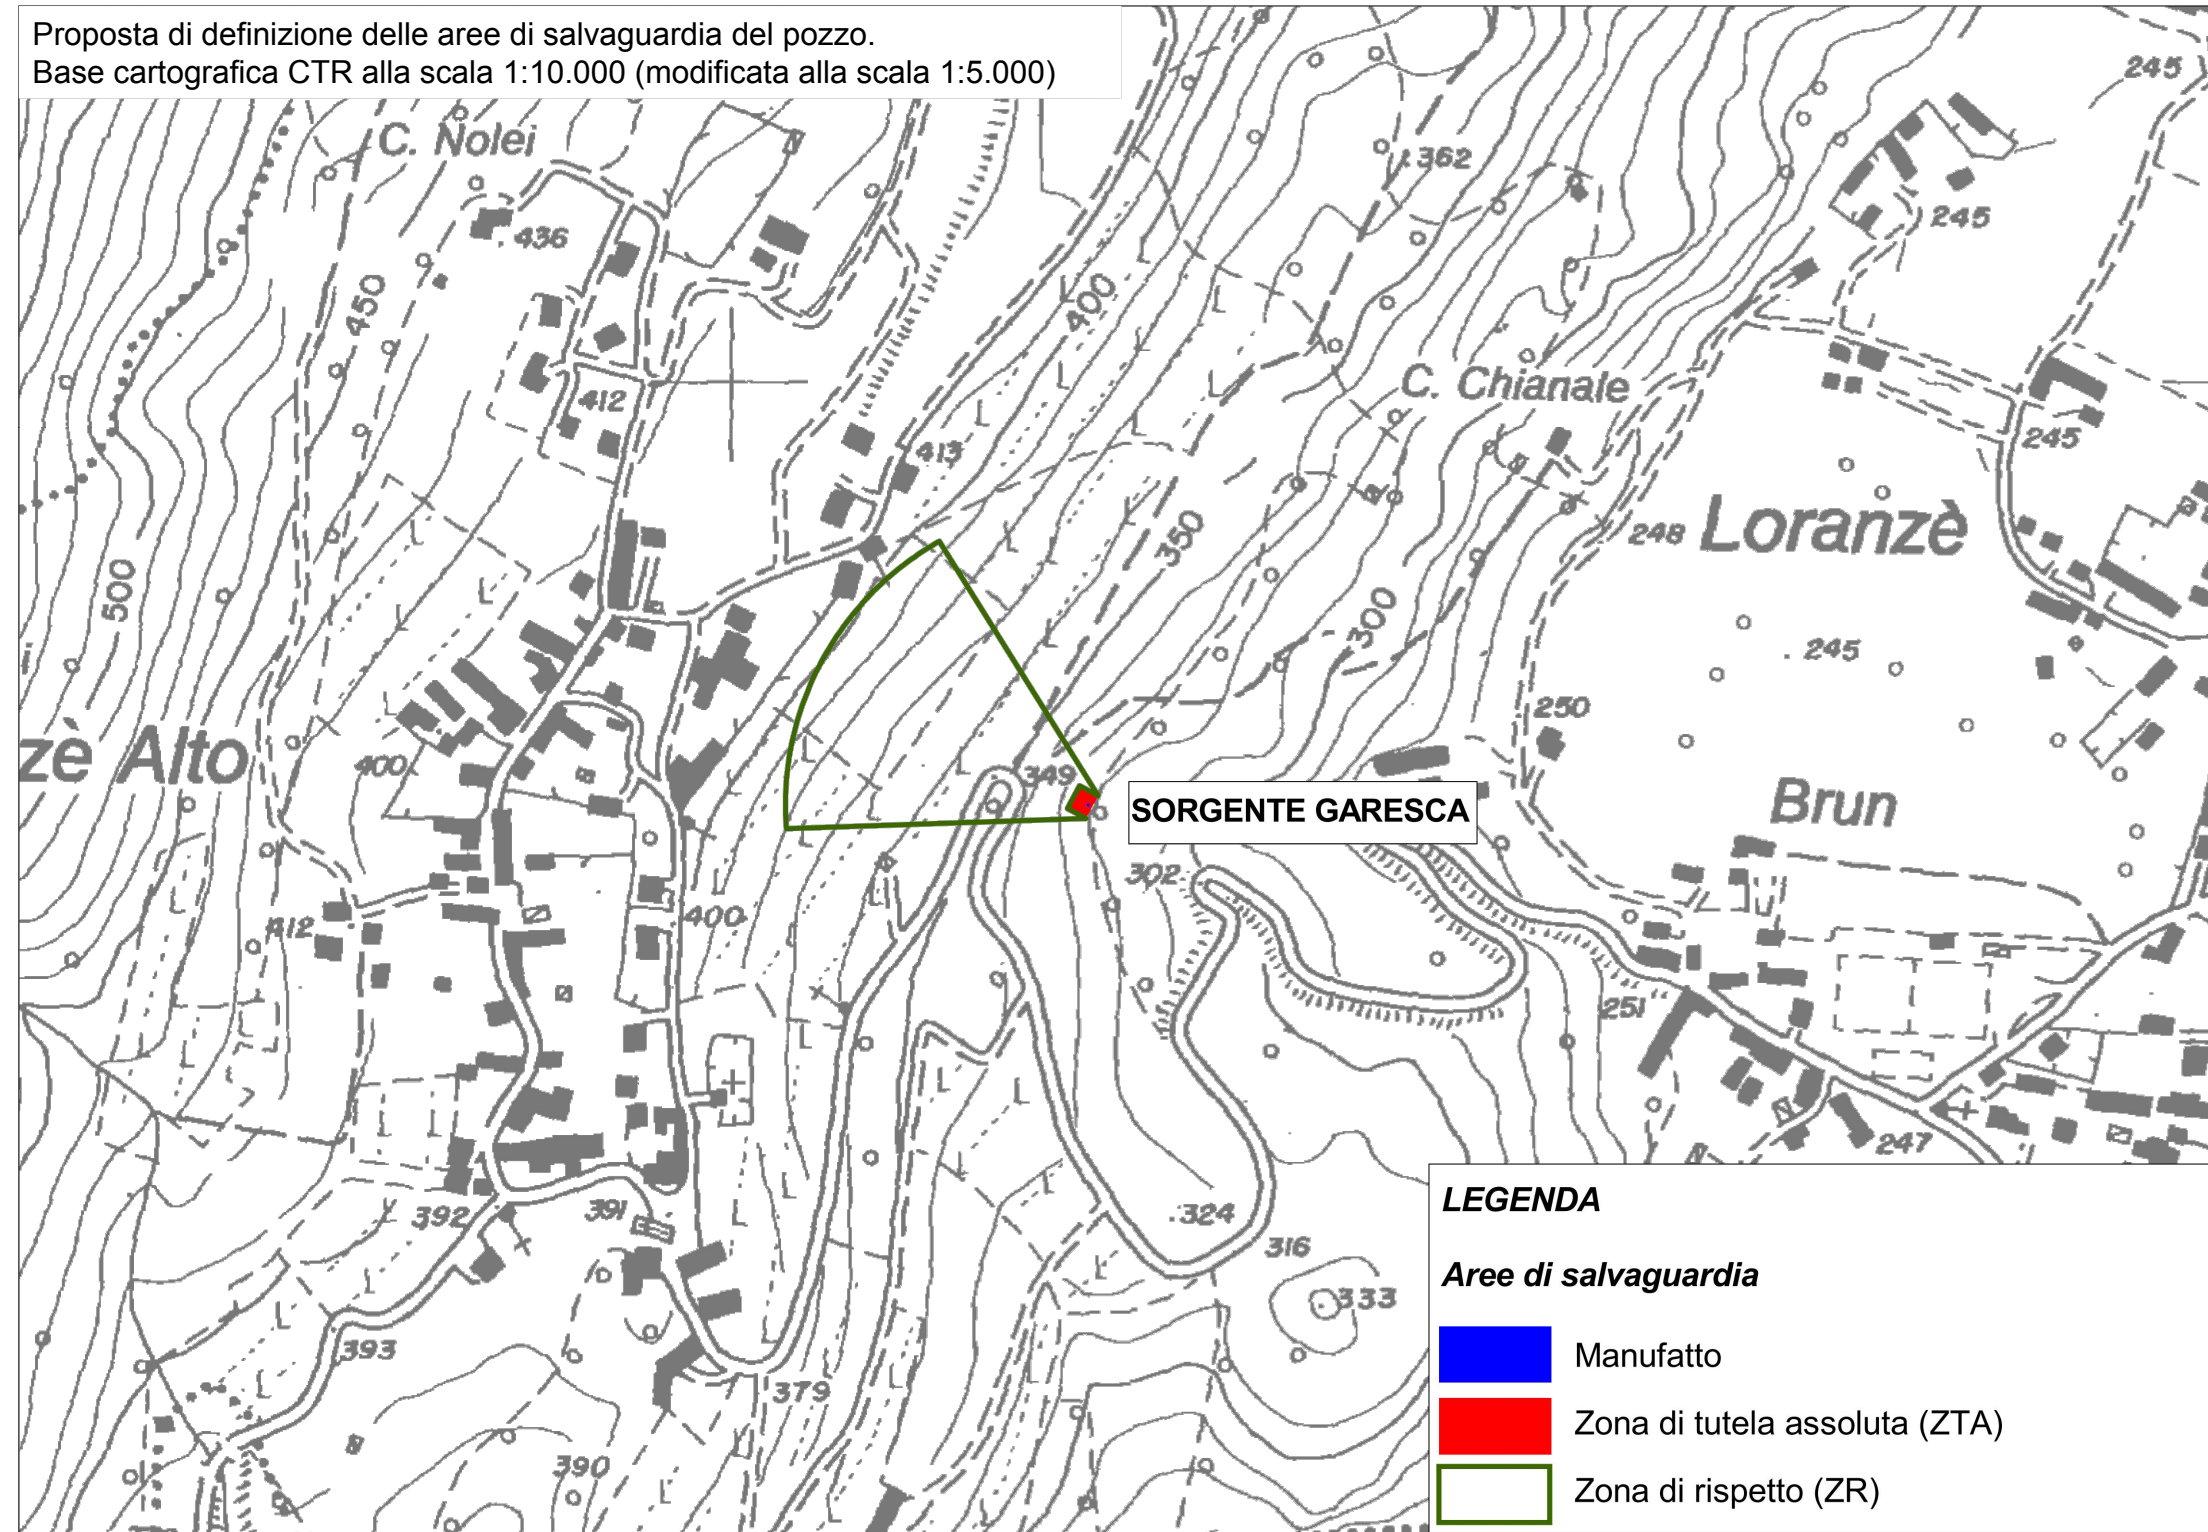 Proposta di definizione delle aree di salvaguardia del pozzo.
Base cartografica CTR alla scala 1:10.000 (modificata alla scala 1:5.000)
245
C. Nolei
362
436
245
450
400
C. Chianale
412
413
245
350
248
Loranzè
500
300
245
250
zè Alto
400
349
SORGENTE GARESCA
Brun
302
412
400
251
247
392
391
324
316
333
393
379
390
LEGENDA
Aree di salvaguardia
Manufatto
Zona di tutela assoluta (ZTA)
Zona di rispetto (ZR)